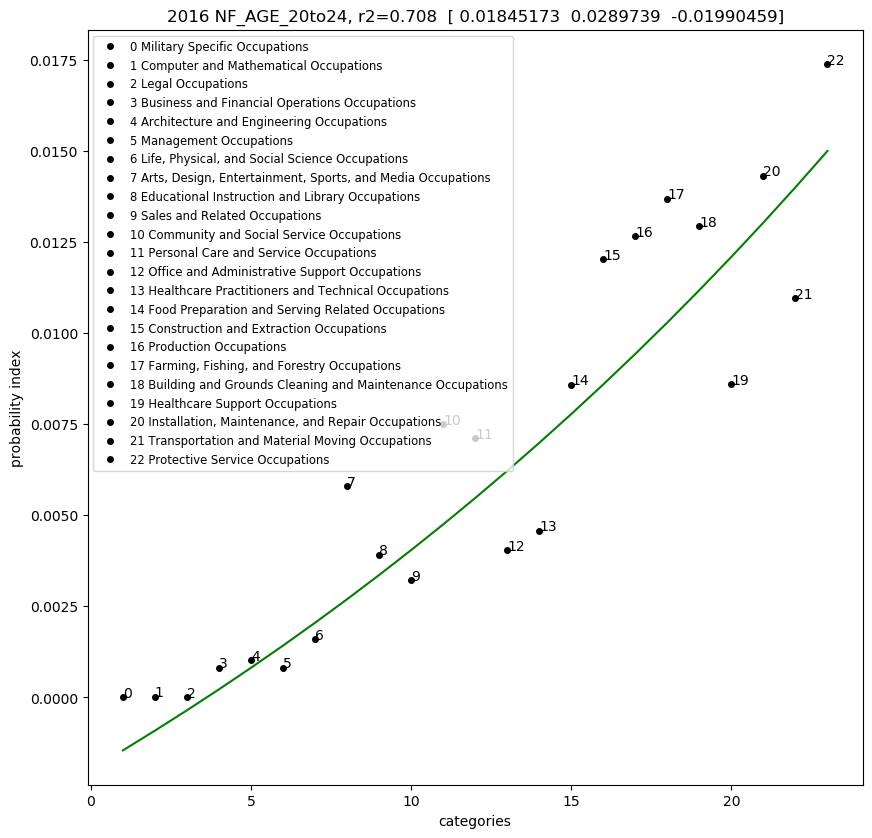 2016 NF_AGE_20to24, r2=0.708 [ 0.01845173 0.0289739 -0.01990459]
0 Military Specific Occupations
1 Computer and Mathematical Occupations
2 Legal Occupations
3 Business and Financial Operations Occupations
4 Architecture and Engineering Occupations
5 Management Occupations
6 Life, Physical, and Social Science Occupations
7 Arts, Design, Entertainment, Sports, and Media Occupations
8 Educational Instruction and Library Occupations
9 Sales and Related Occupations
10 Community and Social Service Occupations
11 Personal Care and Service Occupations
12 Office and Administrative Support Occupations
13 Healthcare Practitioners and Technical Occupations
14 Food Preparation and Serving Related Occupations
15 Construction and Extraction Occupations
16 Production Occupations
17 Farming, Fishing, and Forestry Occupations
18 Building and Grounds Cleaning and Maintenance Occupations
19 Healthcare Support Occupations
20 Installation, Maintenance, and Repair Occupations
21 Transportation and Material Moving Occupations
22 Protective Service Occupations
0
1
2
3
4
5
6
7
8
9
10
11
12
13
14
15
16
17
18
19
20
21
22
0.0175
0.0150
0.0125
0.0100
0.0075
0.0050
0.0025
0.0000
probability index
0
5
10
15
20
categories